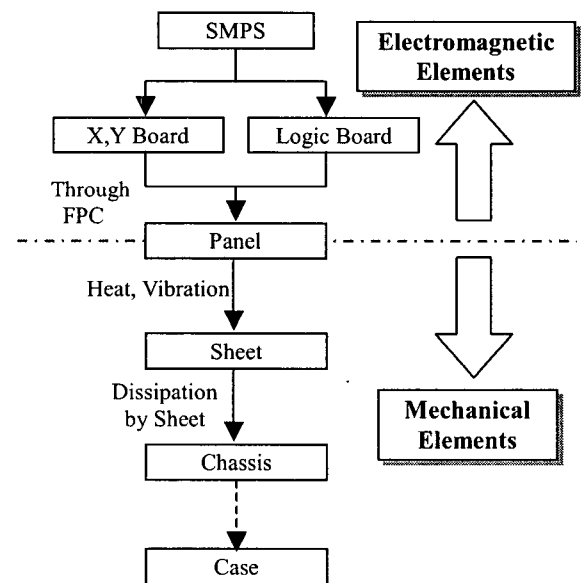 SMPS
Electromagnetic
Elements
X,Y Board
Logic Board
Through
FPC
Panel
Heat, Vibration
Sheet
Dissipation
by Sheet
Mechanical
Elements
Chassis
Case